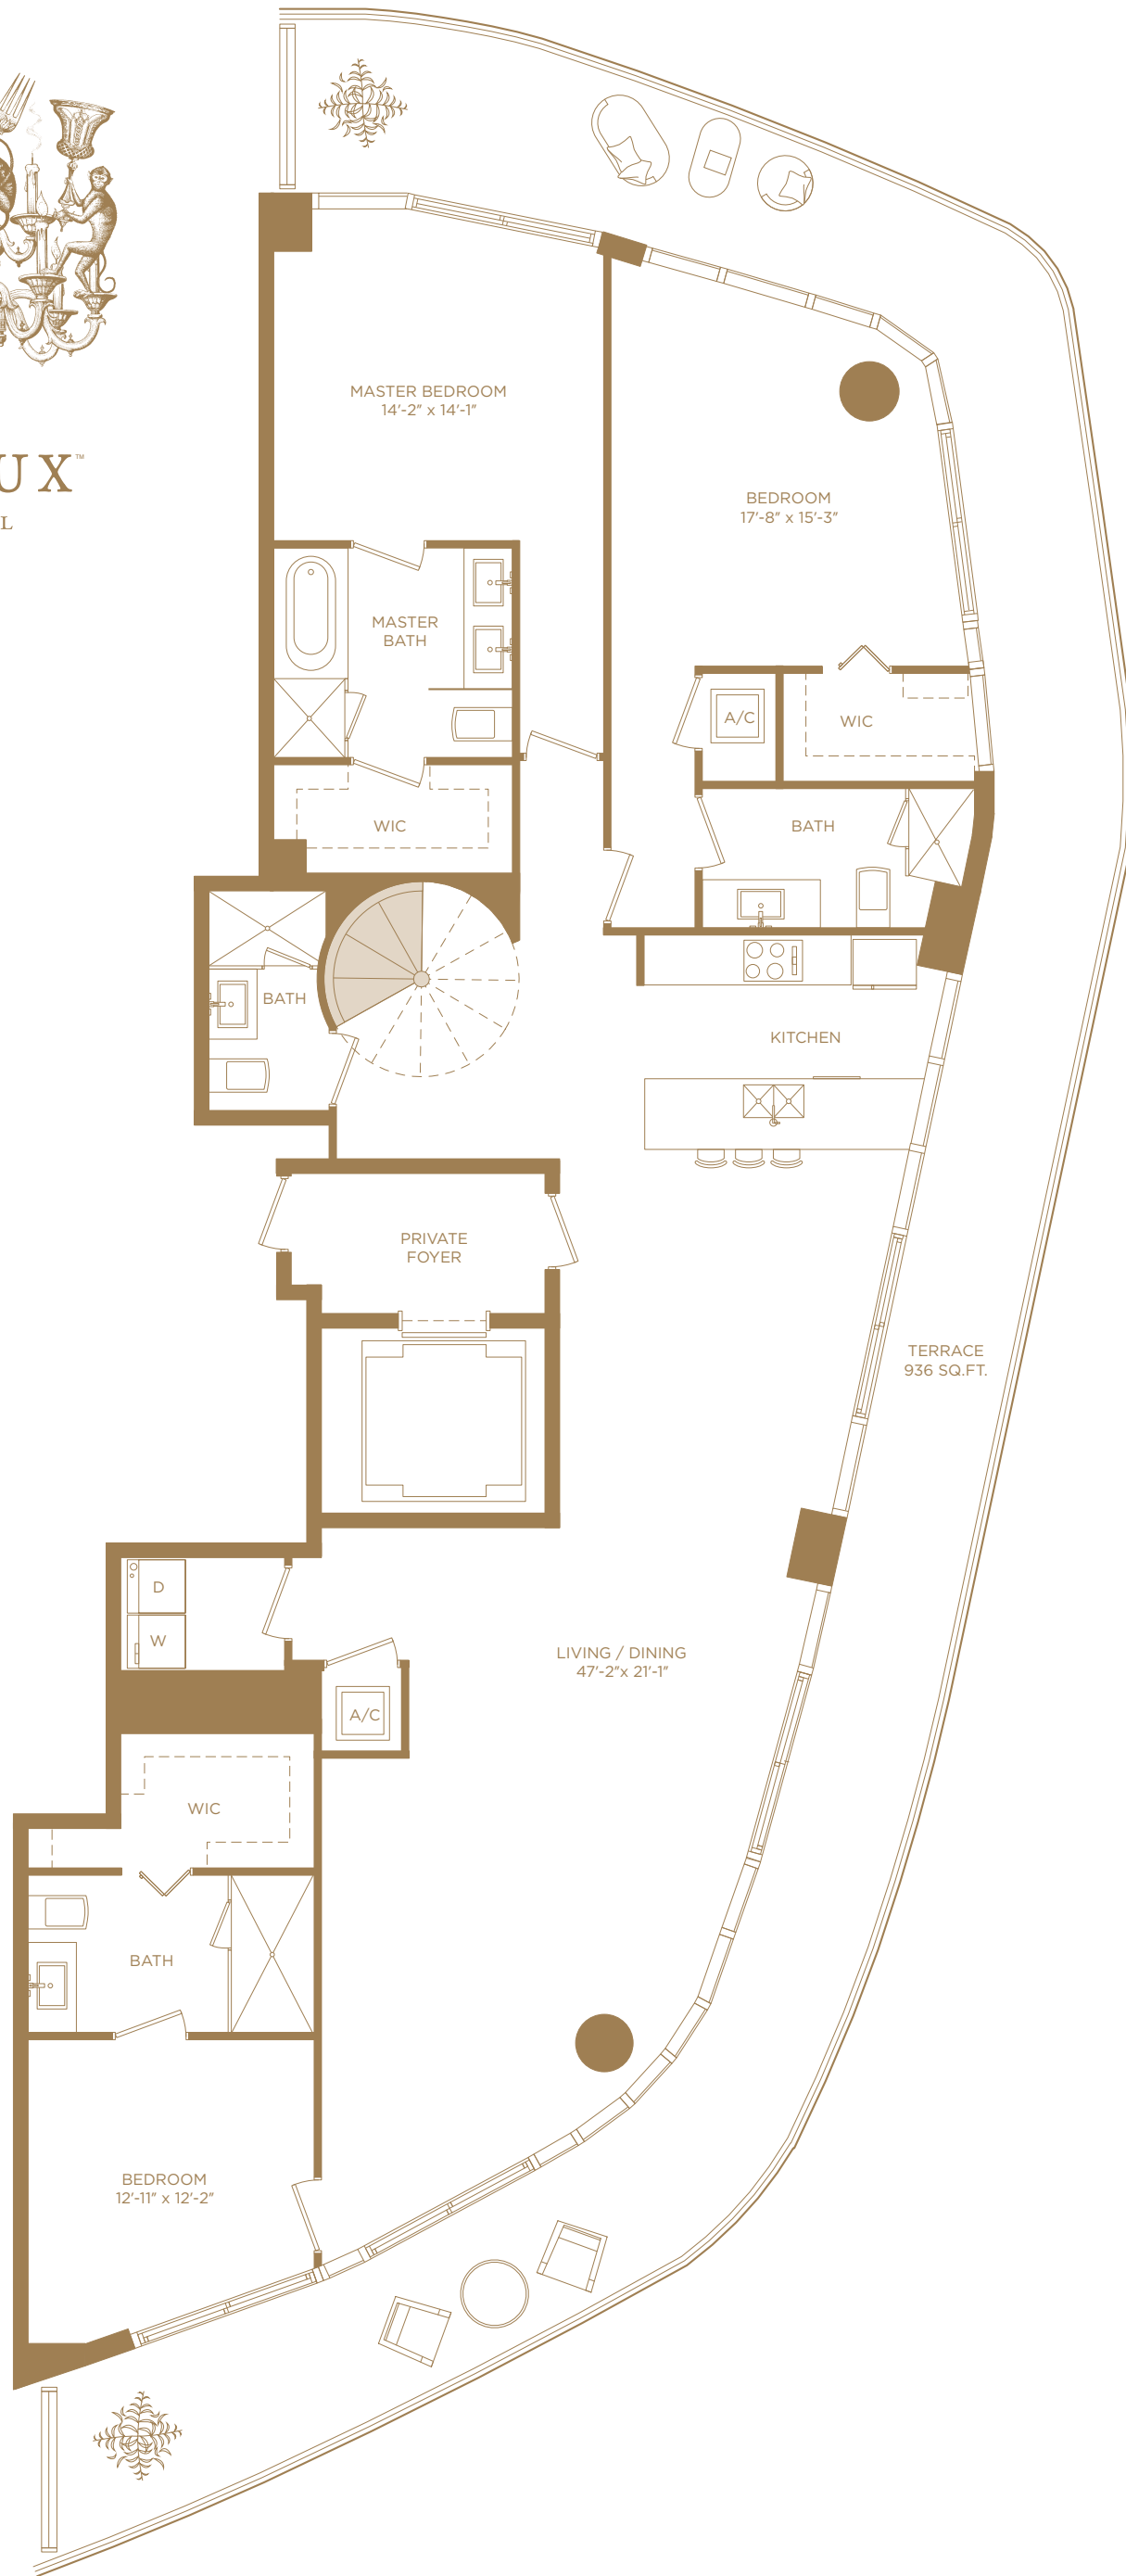 UX™
L
MASTER BEDROOM
14'-2" x 14'-1"
BEDROOM
17'-8" x 15'-3"
MASTER
BATH
A/C
WIC
WIC
BATH
BATH
KITCHEN
PRIVATE
FOYER
TERRACE
936 SQ.FT.
D
W
LIVING / DINING
47'-2"x 21'-1"
A/C
WIC
BATH
BEDROOM
12'-11" x 12'-2"